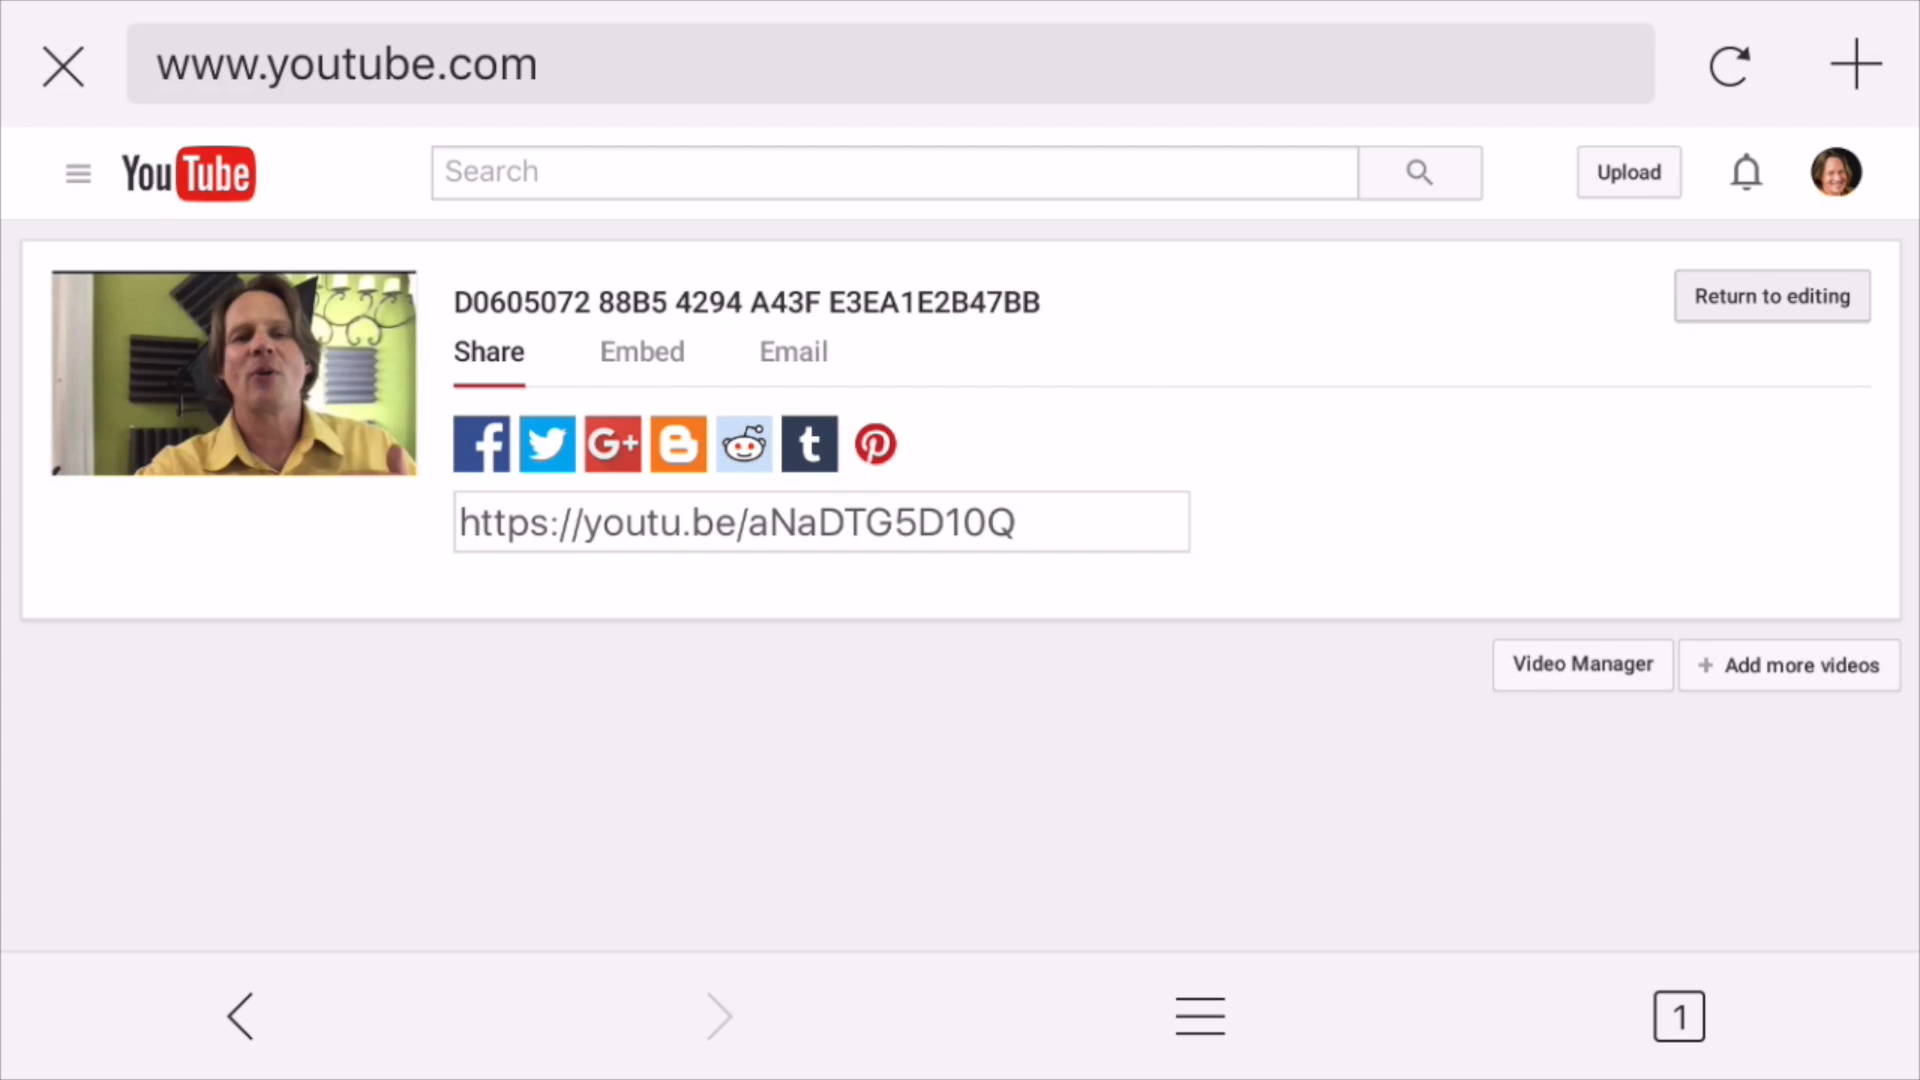 www.youtube.com
YouTube
Search
Upload
D0605072 88B5 4294 A43F E3EA1E2B47BB
Return to editing
Share Embed Email
f G+ B t
https://youtu.be/aNaDTG5D10Q
Video Manager
+ Add more videos
1